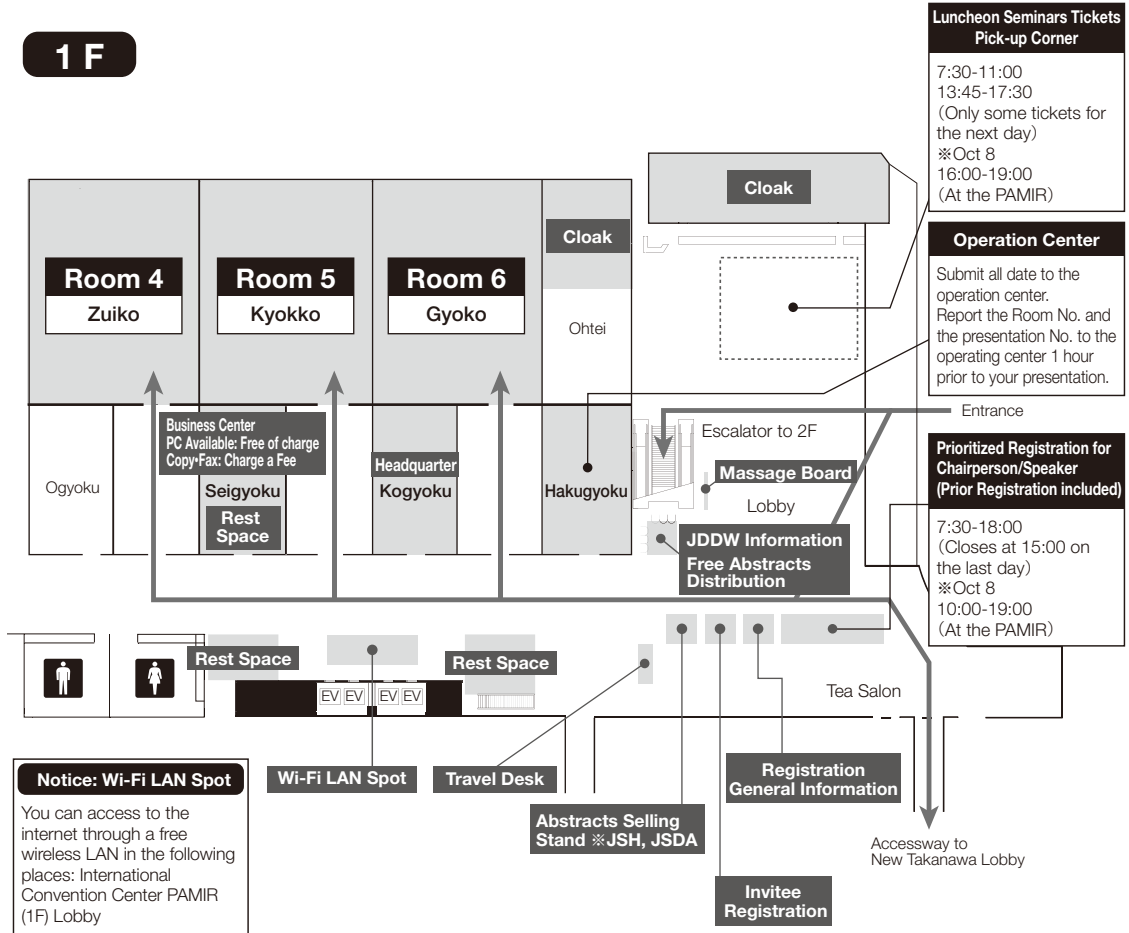 1 F
Luncheon Seminars Tickets
Pick-up Corner
7:30-11:00
13:45-17:30
(Only some tickets for
the next day)
※Oct 8
16:00-19:00
(At the PAMIR)
Cloak
Cloak
Room 4
Zuiko
Room 5
Kyokko
Room 6
Gyoko
Ohtei
Operation Center
Submit all date to the
operation center.
Report the Room No. and
the presentation No. to the
operating center 1 hour
prior to your presentation.
Entrance
Business Center
PC Available: Free of charge
Copy•Fax: Charge a Fee
Escalator to 2F
Ogyoku
Seigyoku
Rest
Space
Headquarter
Kogyoku
Hakugyoku
Massage Board
Lobby
JDDW Information
Free Abstracts
Distribution
Prioritized Registration for
Chairperson/Speaker
(Prior Registration included)
7:30-18:00
(Closes at 15:00 on
the last day)
※Oct 8
10:00-19:00
(At the PAMIR)
Rest Space
EV EV EV EV
Rest Space
Tea Salon
Wi-Fi LAN Spot
Travel Desk
Registration
General Information
Abstracts Selling
Stand ※JSH, JSDA
Invitee
Registration
Accessway to
New Takanawa Lobby
Notice: Wi-Fi LAN Spot
You can access to the
internet through a free
wireless LAN in the following
places: International
Convention Center PAMIR
(1F) Lobby